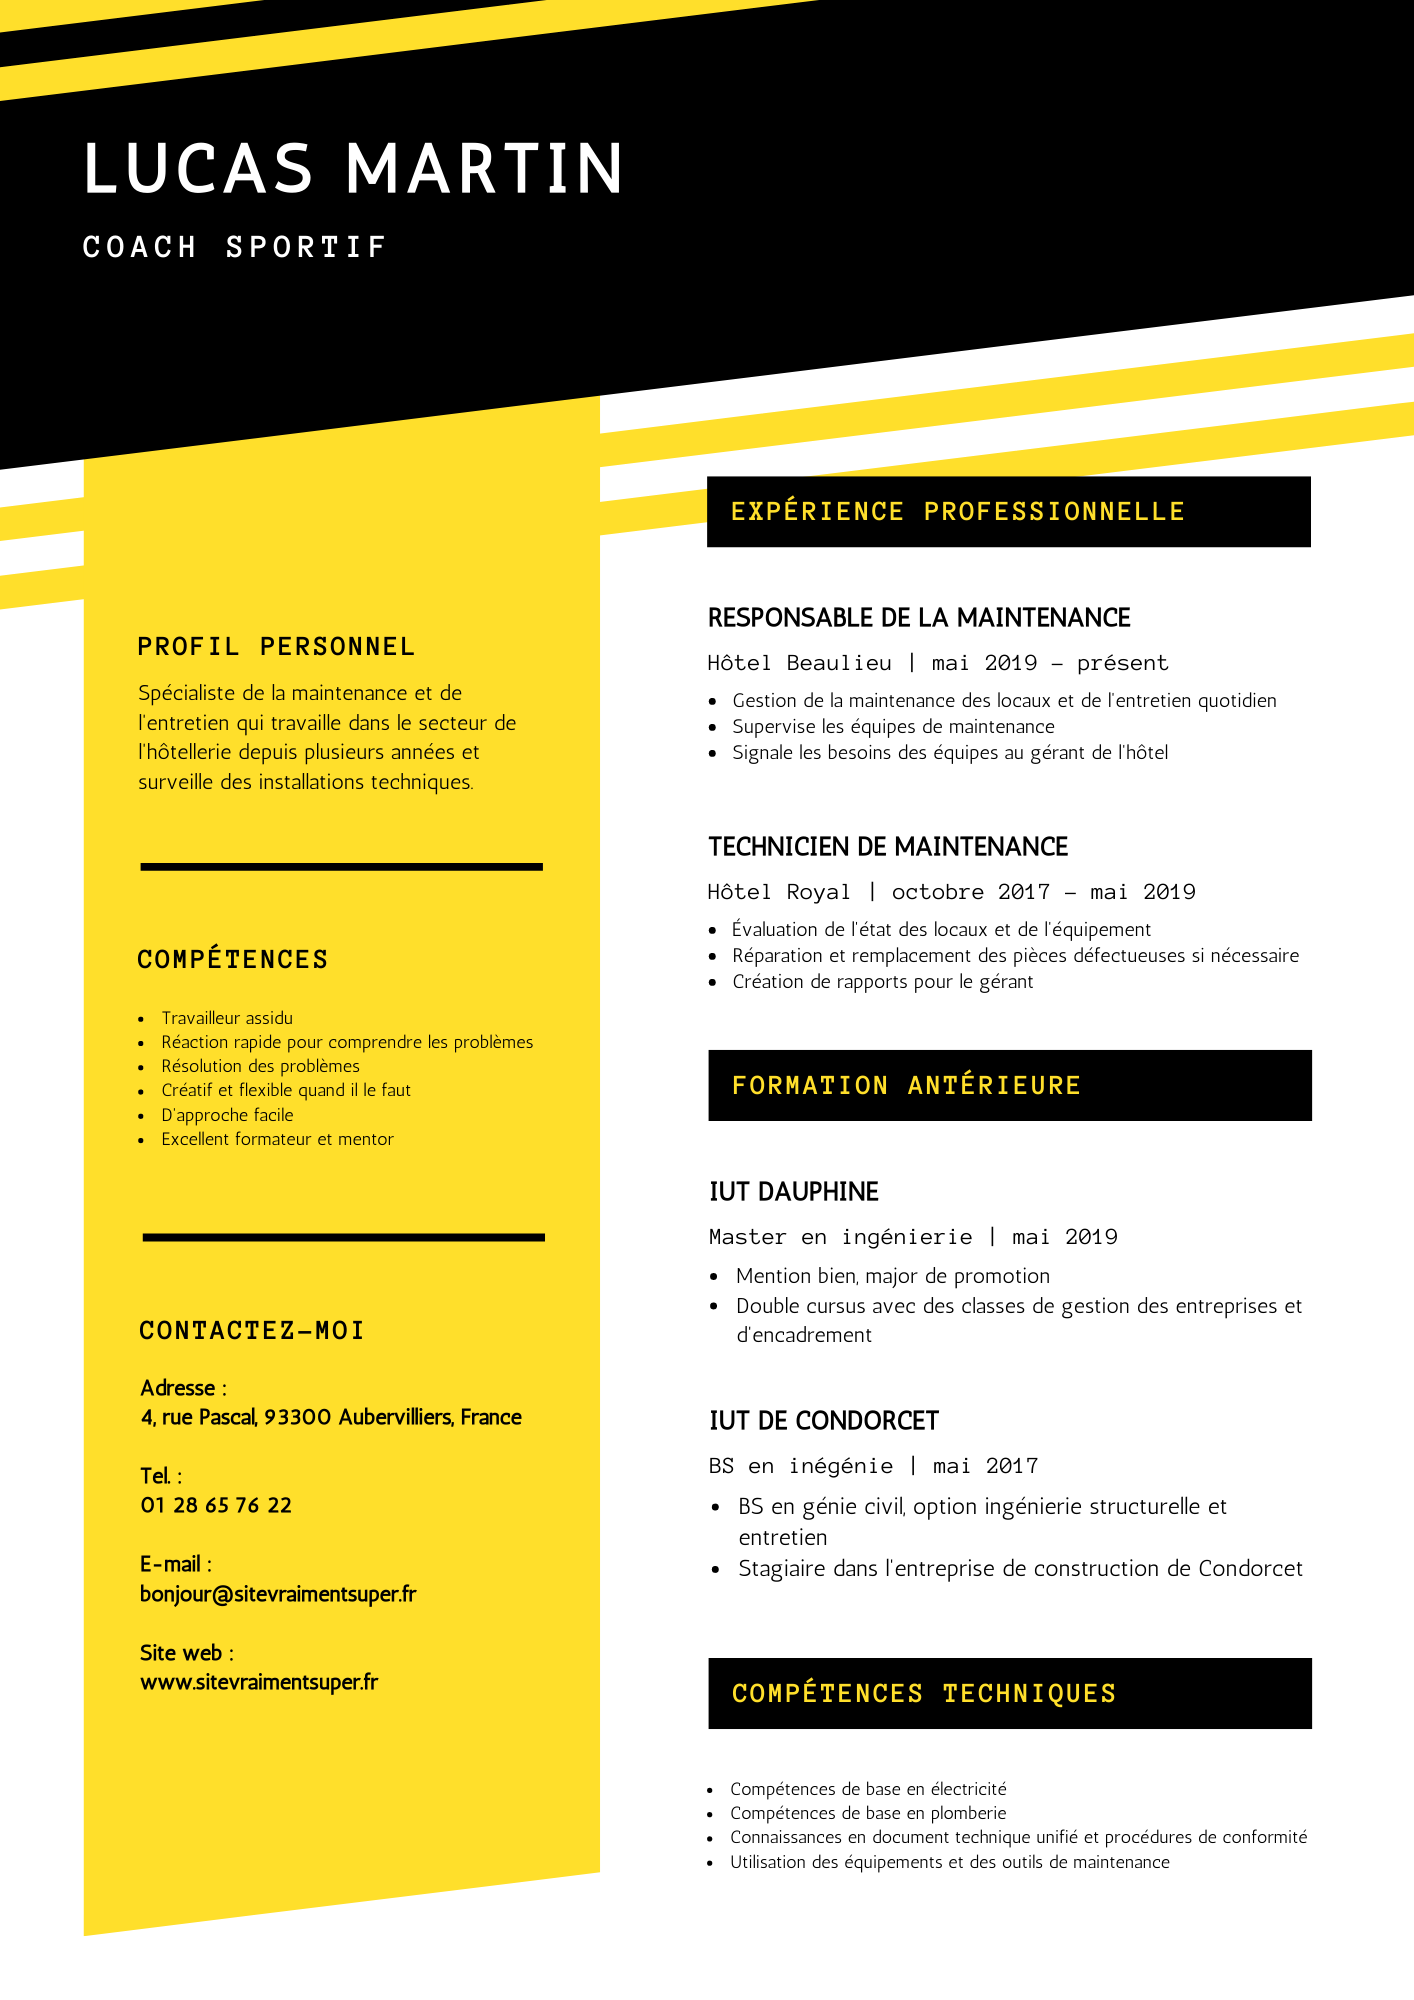 LUCAS MARTIN
COACH SPORTIF
PROFIL PERSONNEL
Spécialiste de la maintenance et de
l'entretien qui travaille dans le secteur de
l'hôtellerie depuis plusieurs années et
surveille des installations techniques.
COMPÉTENCES
• Travailleur assidu
• Réaction rapide pour comprendre les problèmes
• Résolution des problèmes
• Créatif et flexible quand il le faut
• D'approche facile
• Excellent formateur et mentor
CONTACTEZ-MOI
Adresse :
4, rue Pascal, 93300 Aubervilliers, France
Tel. :
01 28 65 76 22
E-mail :
bonjour@sitevraimentsuper.fr
Site web :
www.sitevraimentsuper.fr
EXPÉRIENCE PROFESSIONNELLE
RESPONSABLE DE LA MAINTENANCE
Hôtel Beaulieu | mai 2019 - présent
• Gestion de la maintenance des locaux et de l'entretien quotidien
• Supervise les équipes de maintenance
• Signale les besoins des équipes au gérant de l'hôtel
TECHNICIEN DE MAINTENANCE
Hôtel Royal | octobre 2017 - mai 2019
• Évaluation de l'état des locaux et de l'équipement
• Réparation et remplacement des pièces défectueuses si nécessaire
• Création de rapports pour le gérant
FORMATION ANTÉRIEURE
IUT DAUPHINE
Master en ingénierie | mai 2019
• Mention bien, major de promotion
• Double cursus avec des classes de gestion des entreprises et
d'encadrement
IUT DE CONDORCET
BS en inégénie | mai 2017
• BS en génie civil, option ingénierie structurelle et
entretien
• Stagiaire dans l'entreprise de construction de Condorcet
COMPÉTENCES TECHNIQUES
• Compétences de base en électricité
• Compétences de base en plomberie
• Connaissances en document technique unifié et procédures de conformité
• Utilisation des équipements et des outils de maintenance